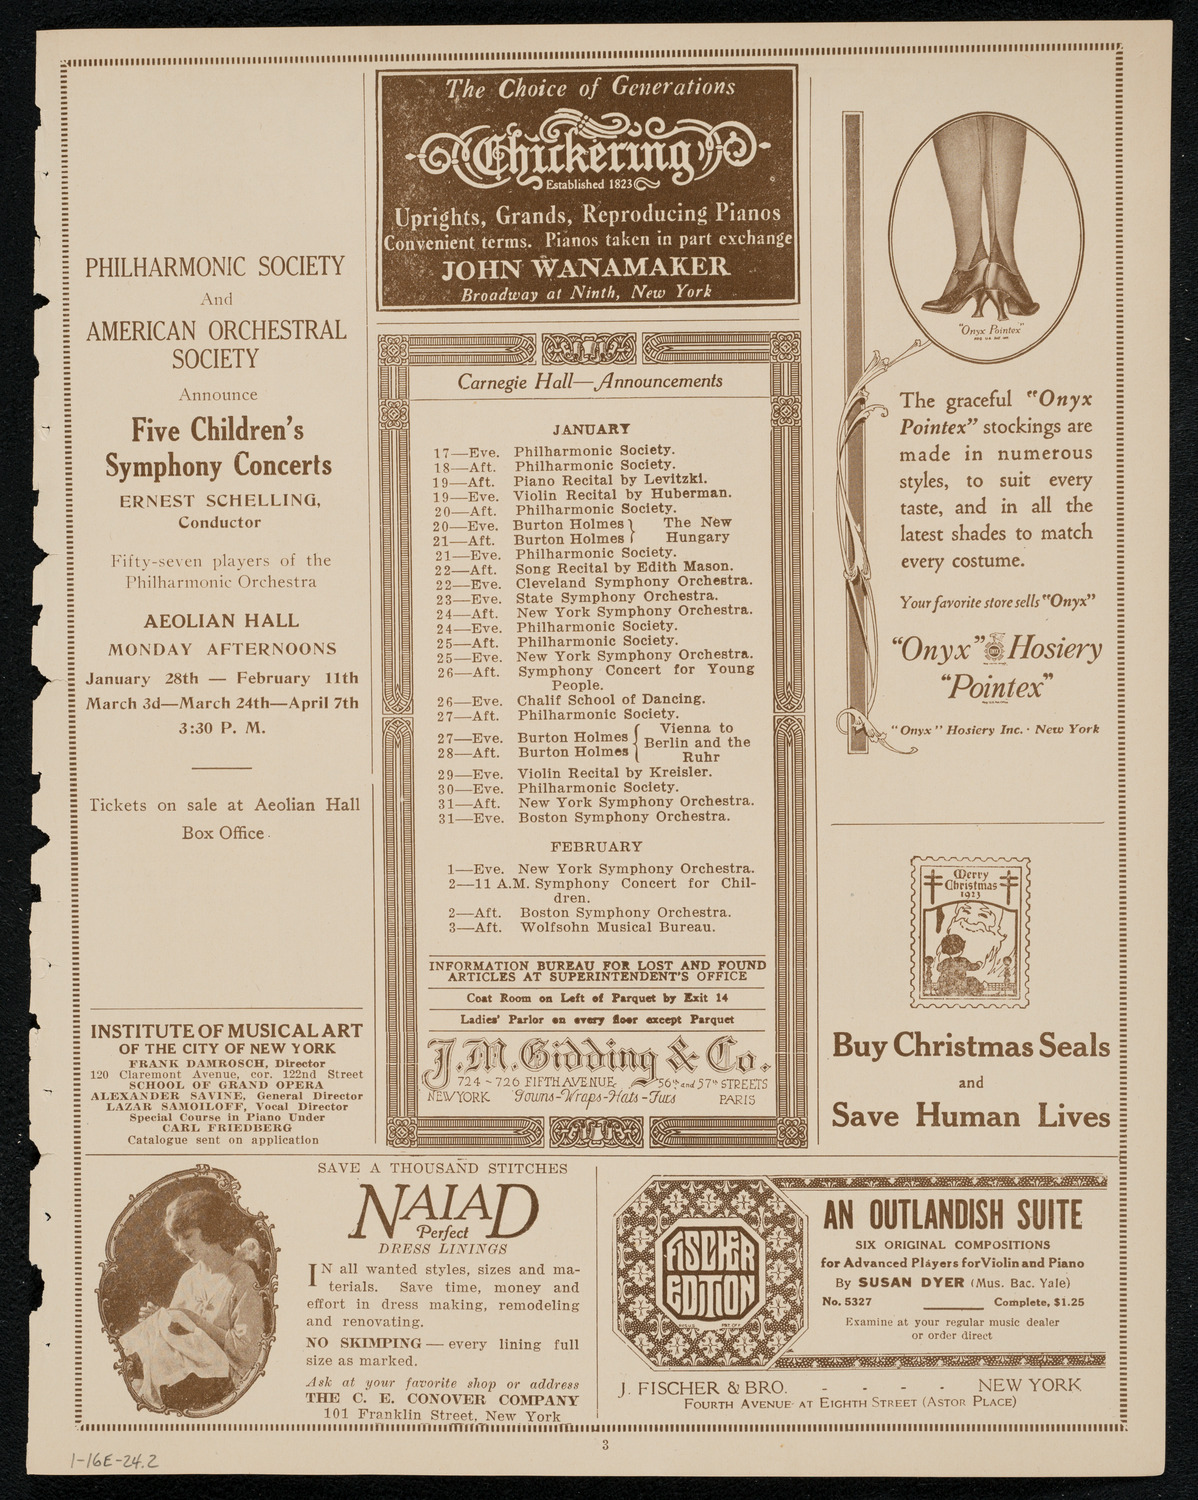 PHILHARMONIC SOCIETY
And
AMERICAN ORCHESTRAL
SOCIETY
Announce
Five Children's
Symphony Concerts
ERNEST SCHELLING,
Conductor
Fifty-seven players of the
Philharmonic Orchestra
AEOLIAN HALL
MONDAY AFTERNOONS
January 28th — February 11th
March 3d—March 24th—April 7th
3:30 P. M.
Tickets on sale at Aeolian Hall
Box Office
INSTITUTE OF MUSICAL ART
OF THE CITY OF NEW YORK
FRANK DAMROSCH, Director
120 Claremont Avenue, cor. 122nd Street
SCHOOL OF GRAND OPERA
ALEXANDER SAVINE, General Director
LAZAR SAMOILOFF, Vocal Director
Special Course in Piano Under
CARL FRIEDBERG
Catalogue sent on application
The Choice of Generations
Chickering
Established 1823
Uprights, Grands, Reproducing Pianos
Convenient terms. Pianos taken in part exchange
JOHN WANAMAKER
Broadway at Ninth, New York
Carnegie Hall—Announcements
JANUARY
17—Eve. Philharmonic Society.
18—Aft. Philharmonic Society.
19—Aft. Piano Recital by Levitzki.
19—Eve. Violin Recital by Huberman.
20—Aft. Philharmonic Society.
20—Eve. Burton Holmes } The New
21—Aft. Burton Holmes } Hungary
21—Eve. Philharmonic Society.
22—Aft. Song Recital by Edith Mason.
22—Eve. Cleveland Symphony Orchestra.
23—Eve. State Symphony Orchestra.
24—Aft. New York Symphony Orchestra.
24—Eve. Philharmonic Society.
25—Aft. Philharmonic Society.
25—Eve. New York Symphony Orchestra.
26—Aft. Symphony Concert for Young
People.
26—Eve. Chalif School of Dancing.
27—Aft. Philharmonic Society.
27—Eve. Burton Holmes { Vienna to
28—Aft. Burton Holmes { Berlin and the
Ruhr
29—Eve. Violin Recital by Kreisler.
30—Eve. Philharmonic Society.
31—Aft. New York Symphony Orchestra.
31—Eve. Boston Symphony Orchestra.
FEBRUARY
1—Eve. New York Symphony Orchestra.
2—11 A.M. Symphony Concert for Chil-
dren.
2—Aft. Boston Symphony Orchestra.
3—Aft. Wolfsohn Musical Bureau.
INFORMATION BUREAU FOR LOST AND FOUND
ARTICLES AT SUPERINTENDENT'S OFFICE
Coat Room on Left of Parquet by Exit 14
Ladies' Parlor on every floor except Parquet
J.M. Gidding & Co.
724 ~ 726 FIFTH AVENUE 56th and 57th STREETS
NEW YORK Gowns-Wraps-Hats-Furs PARIS
"Onyx Pointex"
The graceful "Onyx
Pointex" stockings are
made in numerous
styles, to suit every
taste, and in all the
latest shades to match
every costume.
Your favorite store sells "Onyx"
"Onyx" Hosiery
"Pointex"
"Onyx" Hosiery Inc. · New York
Merry
Christmas
1923
Buy Christmas Seals
and
Save Human Lives
SAVE A THOUSAND STITCHES
NAIAD
Perfect
DRESS LININGS
IN all wanted styles, sizes and ma-
terials. Save time, money and
effort in dress making, remodeling
and renovating.
NO SKIMPING — every lining full
size as marked.
Ask at your favorite shop or address
THE C. E. CONOVER COMPANY
101 Franklin Street, New York
FISCHER
EDITION
AN OUTLANDISH SUITE
SIX ORIGINAL COMPOSITIONS
for Advanced Players for Violin and Piano
By SUSAN DYER (Mus. Bac. Yale)
No. 5327 Complete, $1.25
Examine at your regular music dealer
or order direct
J. FISCHER & BRO. - - - - NEW YORK
FOURTH AVENUE AT EIGHTH STREET (ASTOR PLACE)
3
1-16E-24.2